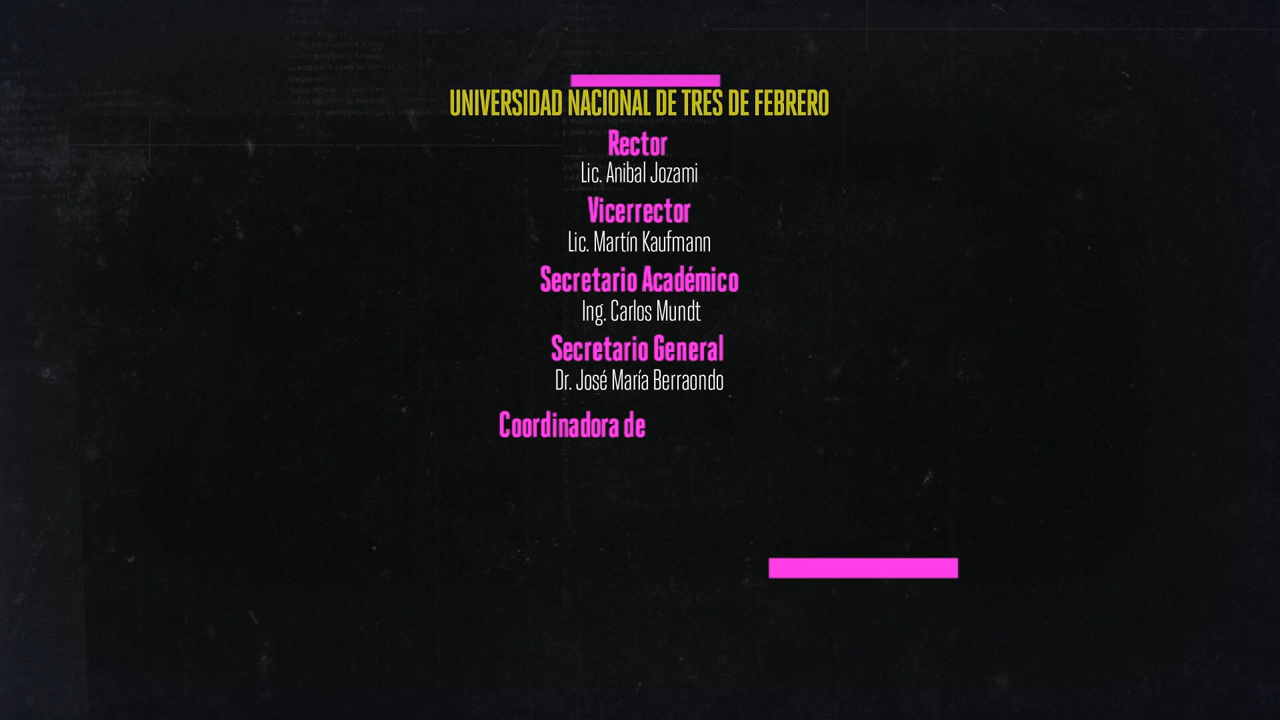 UNIVERSIDAD NACIONAL DE TRES DE FEBRERO
Rector
Lic. Anibal Jozami
Vicerrector
Lic. Martín Kaufmann
Secretario Académico
Ing. Carlos Mundt
Secretario General
Dr. José María Berraondo
Coordinadora de